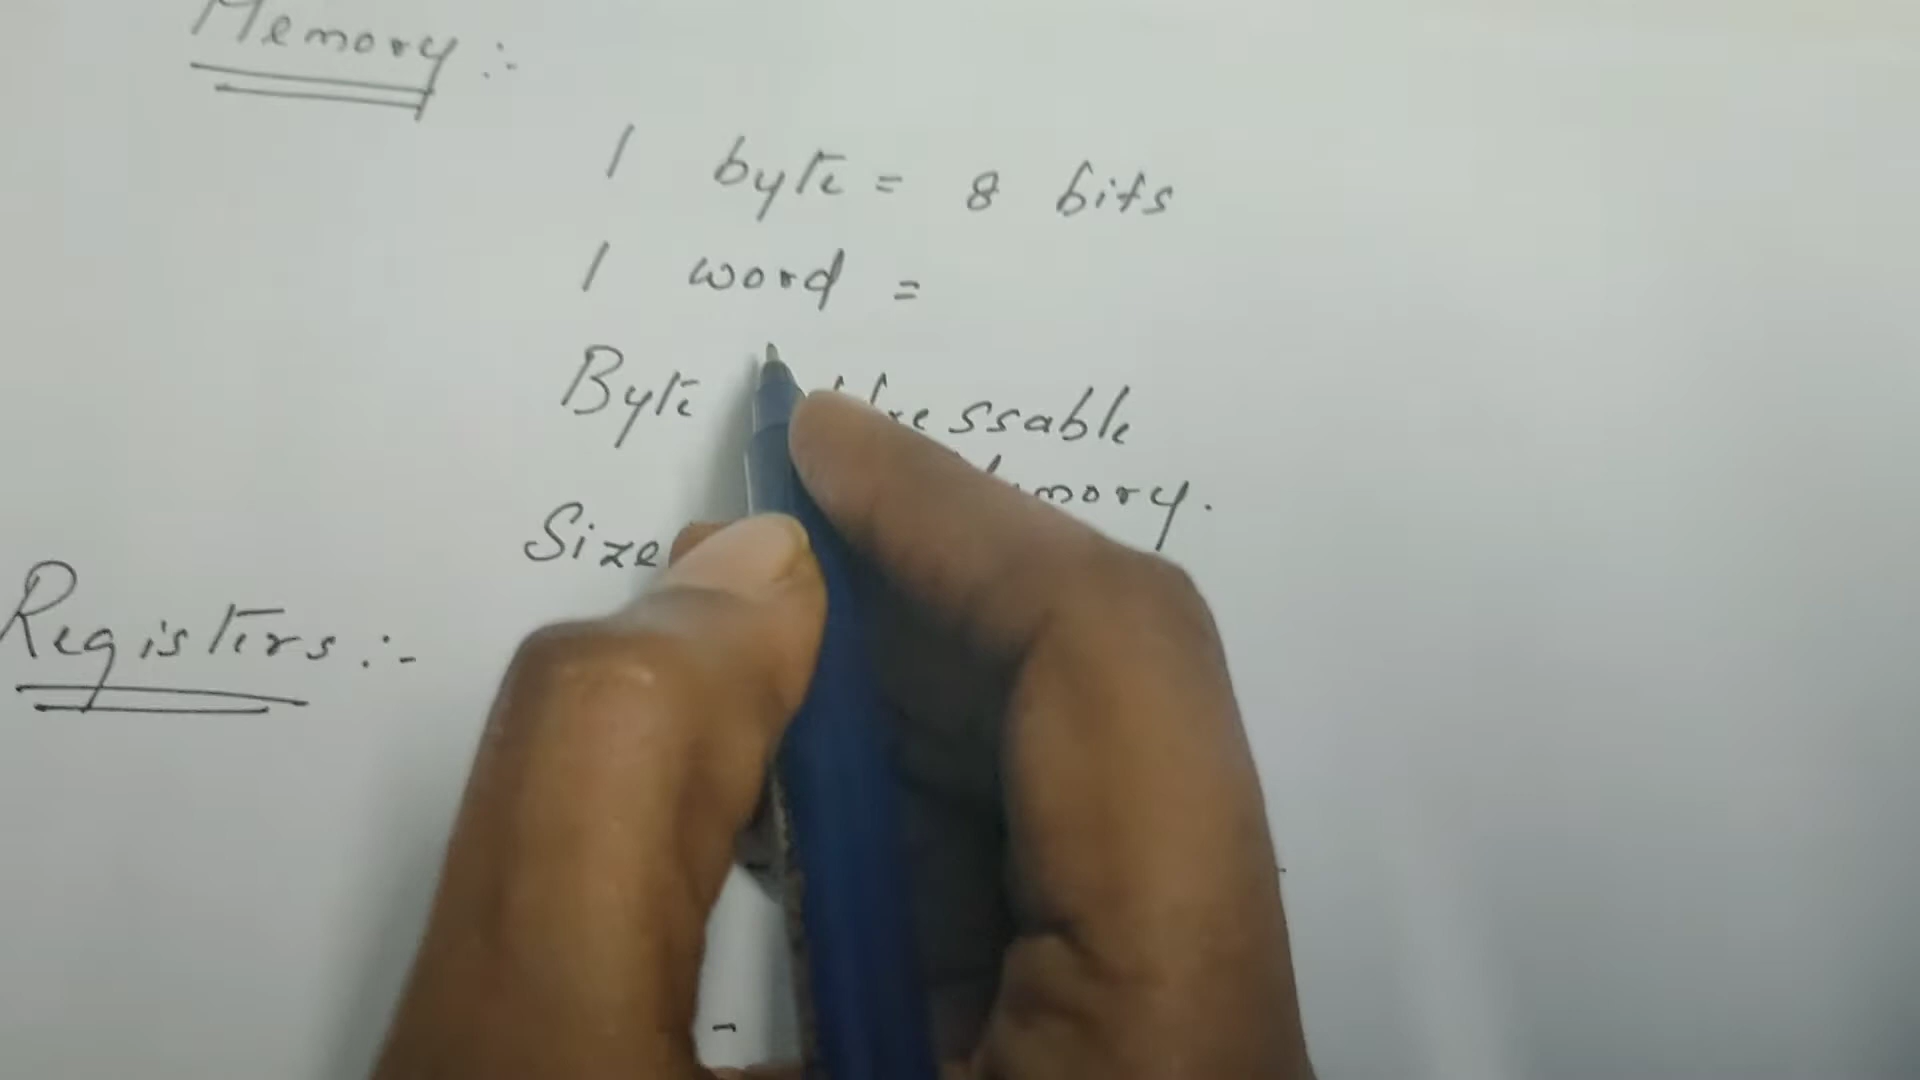 Memory :-
1 byte = 8 bits
1 word =
Byte
Size
Registers :-